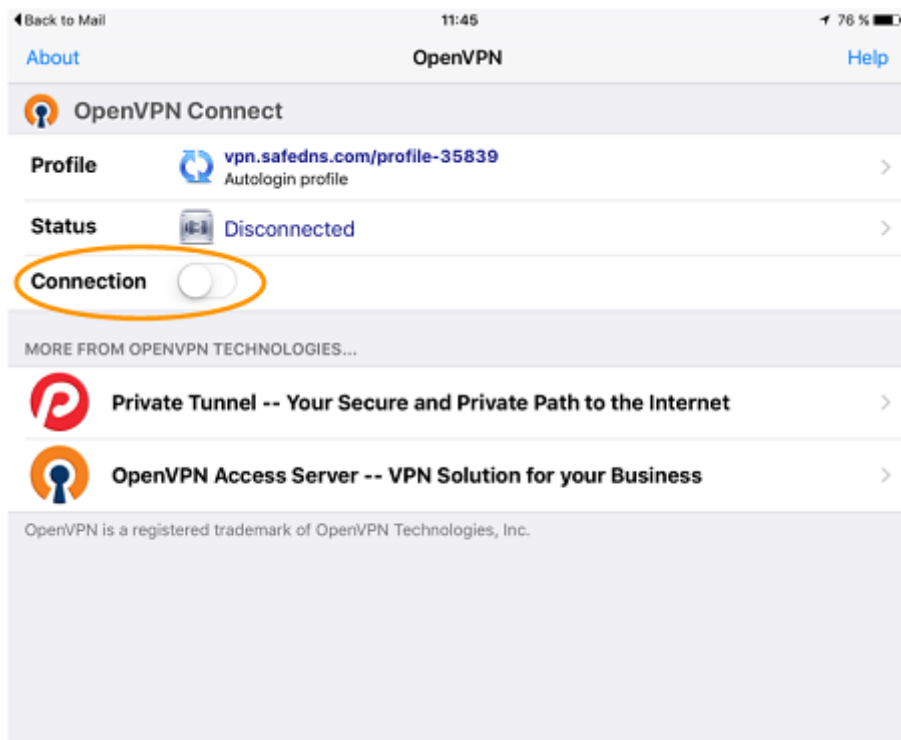 Back to Mail 11:45 76 %
About OpenVPN Help
OpenVPN Connect
Profile vpn.safedns.com/profile-35839
Autologin profile
Status Disconnected
Connection
MORE FROM OPENVPN TECHNOLOGIES...
Private Tunnel -- Your Secure and Private Path to the Internet
OpenVPN Access Server -- VPN Solution for your Business
OpenVPN is a registered trademark of OpenVPN Technologies, Inc.